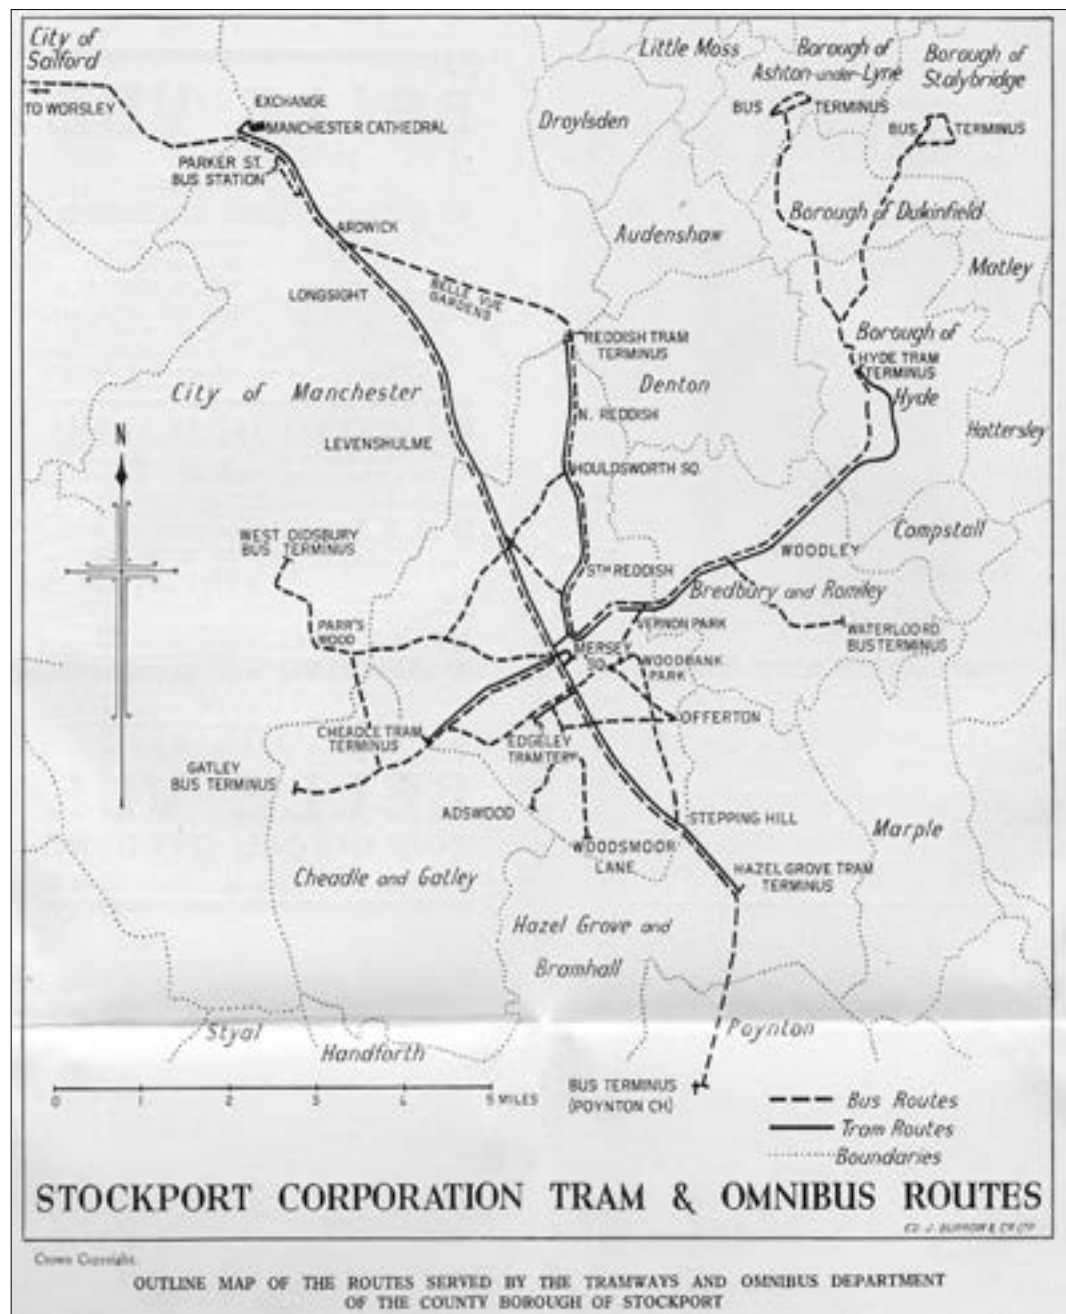 City of
Salford
TO WORSLEY
EXCHANGE
MANCHESTER CATHEDRAL
PARKER ST.
BUS STATION
Little Moss
Borough of
Ashton-under-Lyne
Borough of
Stalybridge
BUS TERMINUS
BUS TERMINUS
Droylsden
Borough of Dukinfield
Audenshaw
Matley
ARDWICK
LONGSIGHT
BELLE VUE
GARDENS
REDDISH TRAM
TERMINUS
Borough of
HYDE TRAM
TERMINUS
Hyde
Denton
N. REDDISH
City of Manchester
LEVENSHULME
Hattersley
N
HOULDSWORTH SQ.
WEST DIDSBURY
BUS TERMINUS
Compstall
WOODLEY
STH REDDISH
Bredbury and Romiley
PARR'S
WOOD
VERNON PARK
WATERLOO RD
BUS TERMINUS
MERSEY
SQ.
WOODBANK
PARK
OFFERTON
CHEADLE TRAM
TERMINUS
EDGELEY
TRAM TERMS
GATLEY
BUS TERMINUS
ADSWOOD
STEPPING HILL
WOODSMOOR
LANE
Marple
HAZEL GROVE TRAM
TERMINUS
Cheadle and Gatley
Hazel Grove and
Bramhall
Styal
Handforth
Poynton
0 1 2 3 4 5 MILES
BUS TERMINUS
(POYNTON CH)
Bus Routes
Tram Routes
Boundaries
STOCKPORT CORPORATION TRAM & OMNIBUS ROUTES
ED. J. BURROW & CO LTD
Crown Copyright.
OUTLINE MAP OF THE ROUTES SERVED BY THE TRAMWAYS AND OMNIBUS DEPARTMENT
OF THE COUNTY BOROUGH OF STOCKPORT